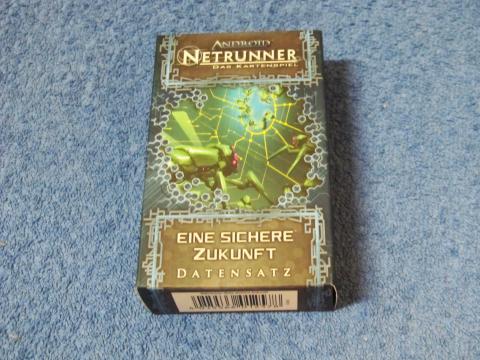 ANDROID
NETRUNNER
DAS KARTENSPIEL
EINE SICHERE
ZUKUNFT
DATENSATZ